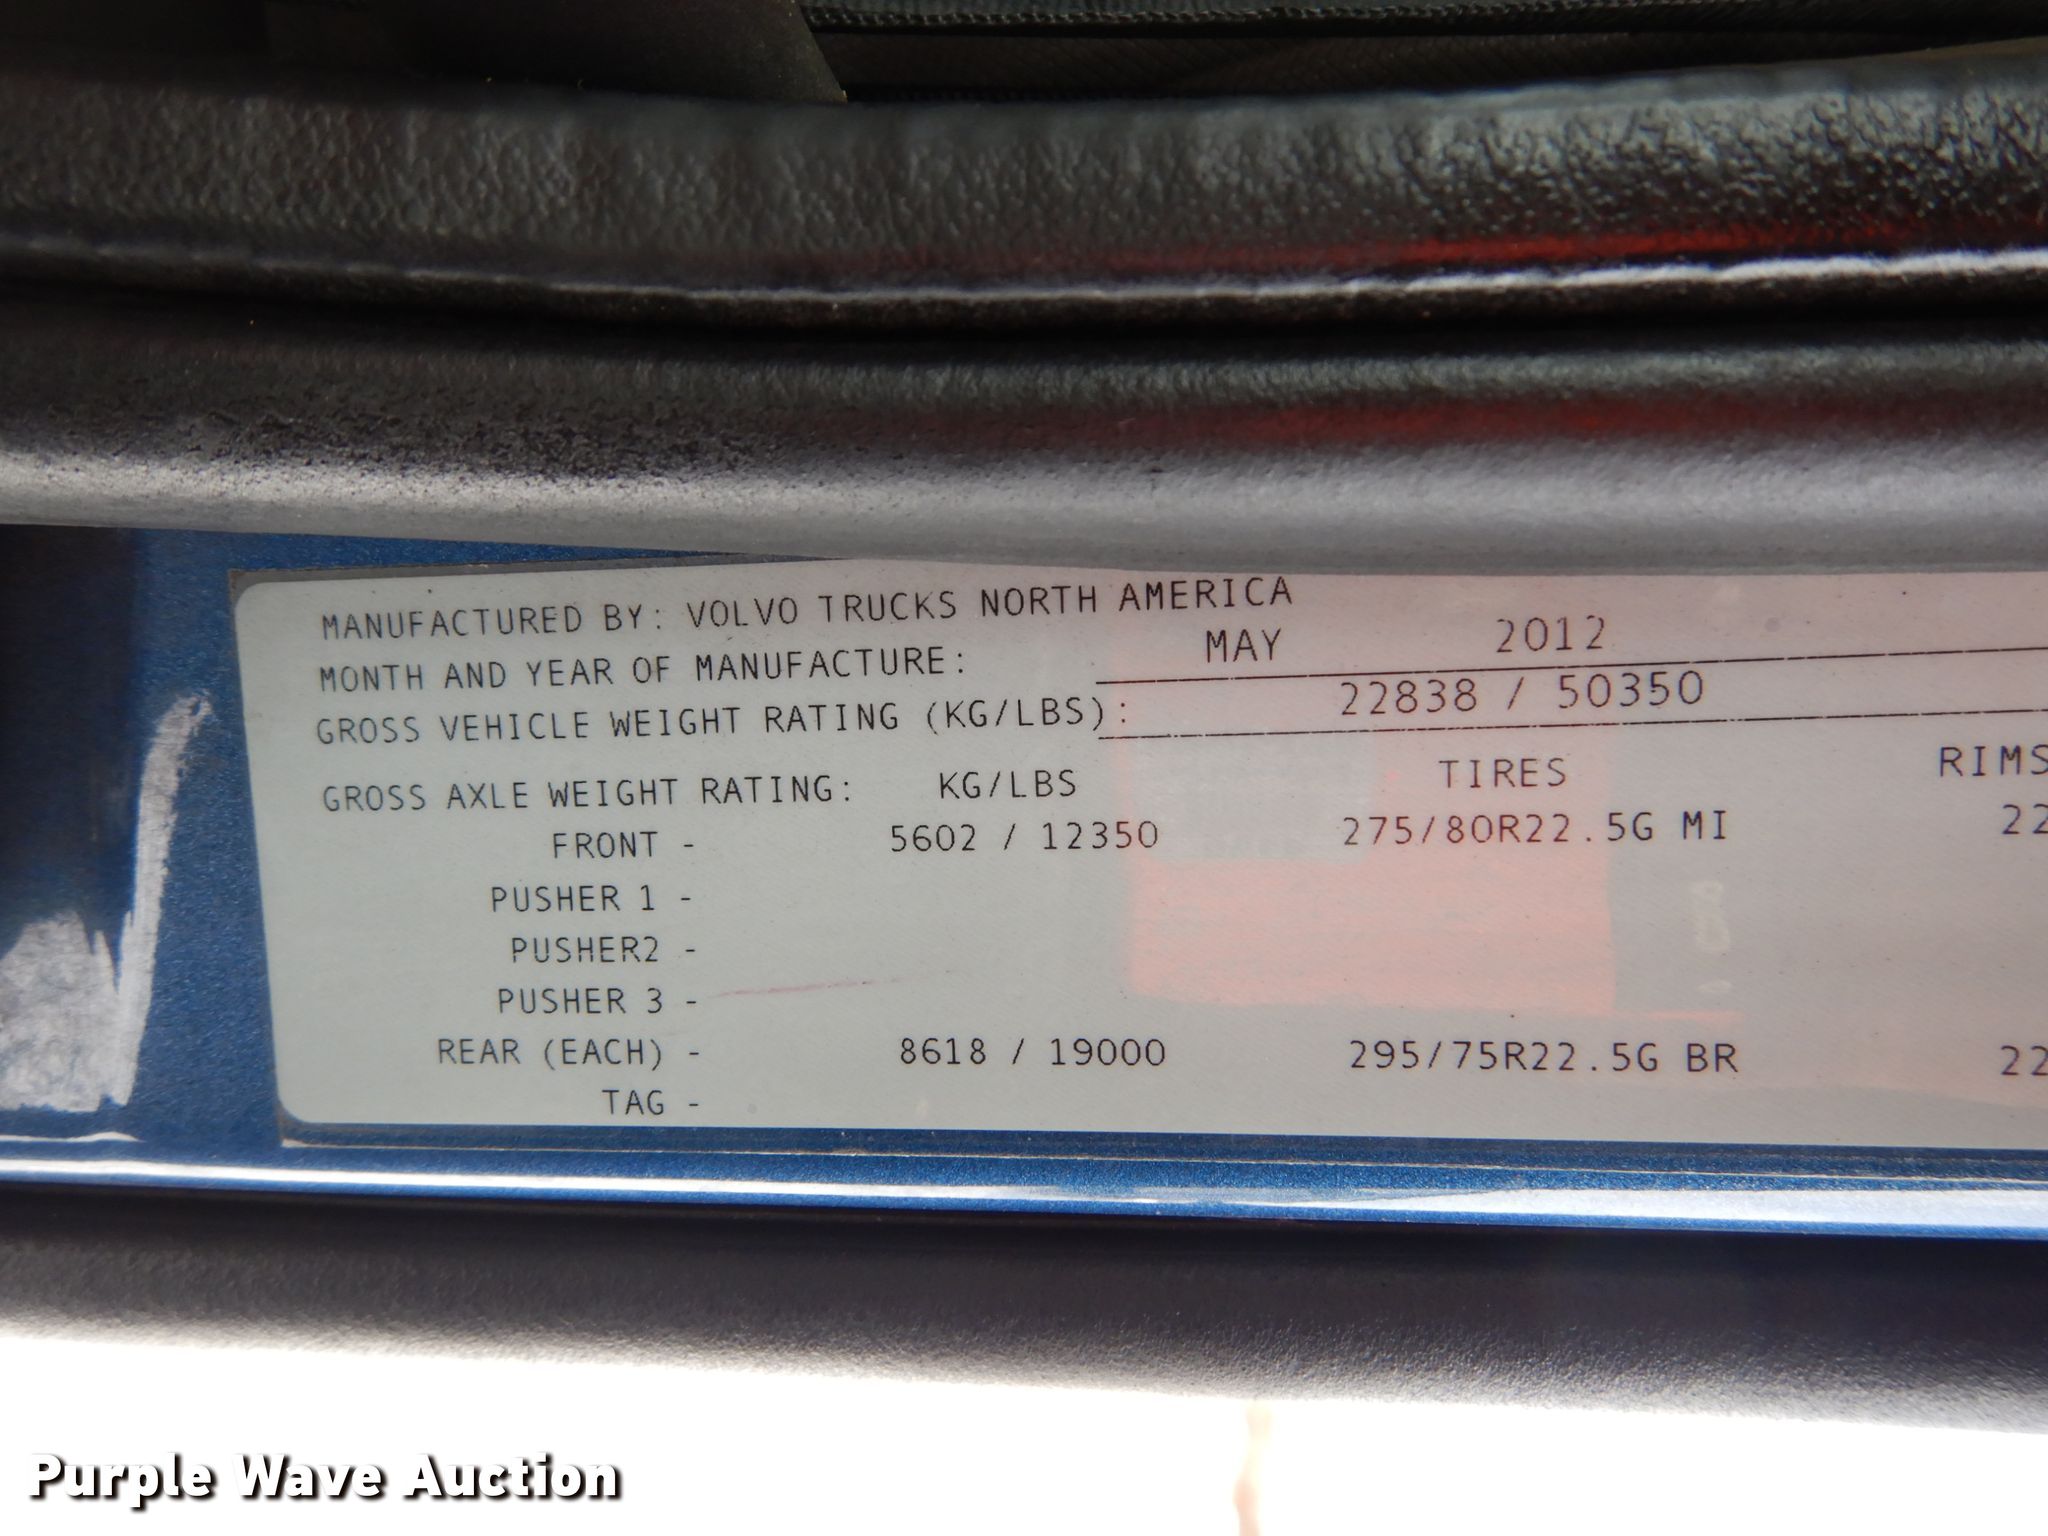 MANUFACTURED BY: VOLVO TRUCKS NORTH AMERICA
MONTH AND YEAR OF MANUFACTURE: MAY 2012
GROSS VEHICLE WEIGHT RATING (KG/LBS): 22838 / 50350
GROSS AXLE WEIGHT RATING: KG/LBS TIRES RIMS
FRONT - 5602 / 12350 275/80R22.5G MI 22
PUSHER 1 -
PUSHER2 -
PUSHER 3 -
REAR (EACH) - 8618 / 19000 295/75R22.5G BR 22
TAG -
Purple Wave Auction